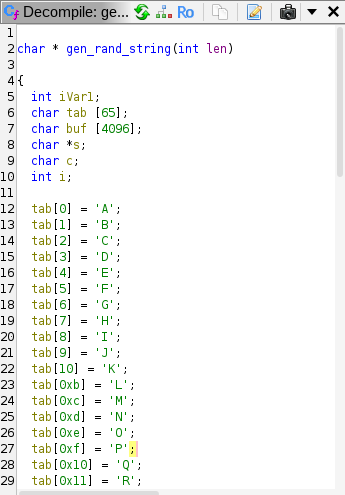 Decompile: ge... Ro
1
2 char * gen_rand_string(int len)
3
4 {
5 int iVar1;
6 char tab [65];
7 char buf [4096];
8 char *s;
9 char c;
10 int i;
11
12 tab[0] = 'A';
13 tab[1] = 'B';
14 tab[2] = 'C';
15 tab[3] = 'D';
16 tab[4] = 'E';
17 tab[5] = 'F';
18 tab[6] = 'G';
19 tab[7] = 'H';
20 tab[8] = 'I';
21 tab[9] = 'J';
22 tab[10] = 'K';
23 tab[0xb] = 'L';
24 tab[0xc] = 'M';
25 tab[0xd] = 'N';
26 tab[0xe] = 'O';
27 tab[0xf] = 'P';
28 tab[0x10] = 'Q';
29 tab[0x11] = 'R';